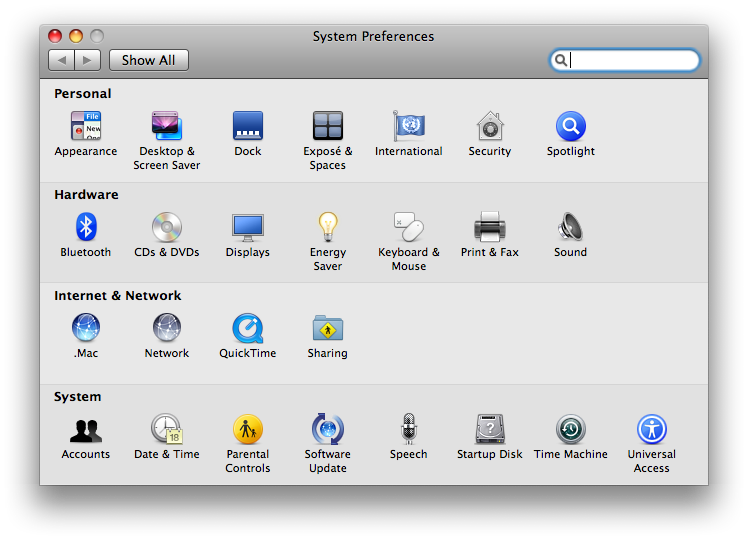 System Preferences
Show All
Personal
File
New
Appearance
Desktop &
Screen Saver
Dock
Exposé &
Spaces
International
Security
Spotlight
Hardware
Bluetooth
CDs & DVDs
Displays
Energy
Saver
Keyboard &
Mouse
Print & Fax
Sound
Internet & Network
.Mac
Network
QuickTime
Sharing
System
18
?
Accounts
Date & Time
Parental
Controls
Software
Update
Speech
Startup Disk
Time Machine
Universal
Access